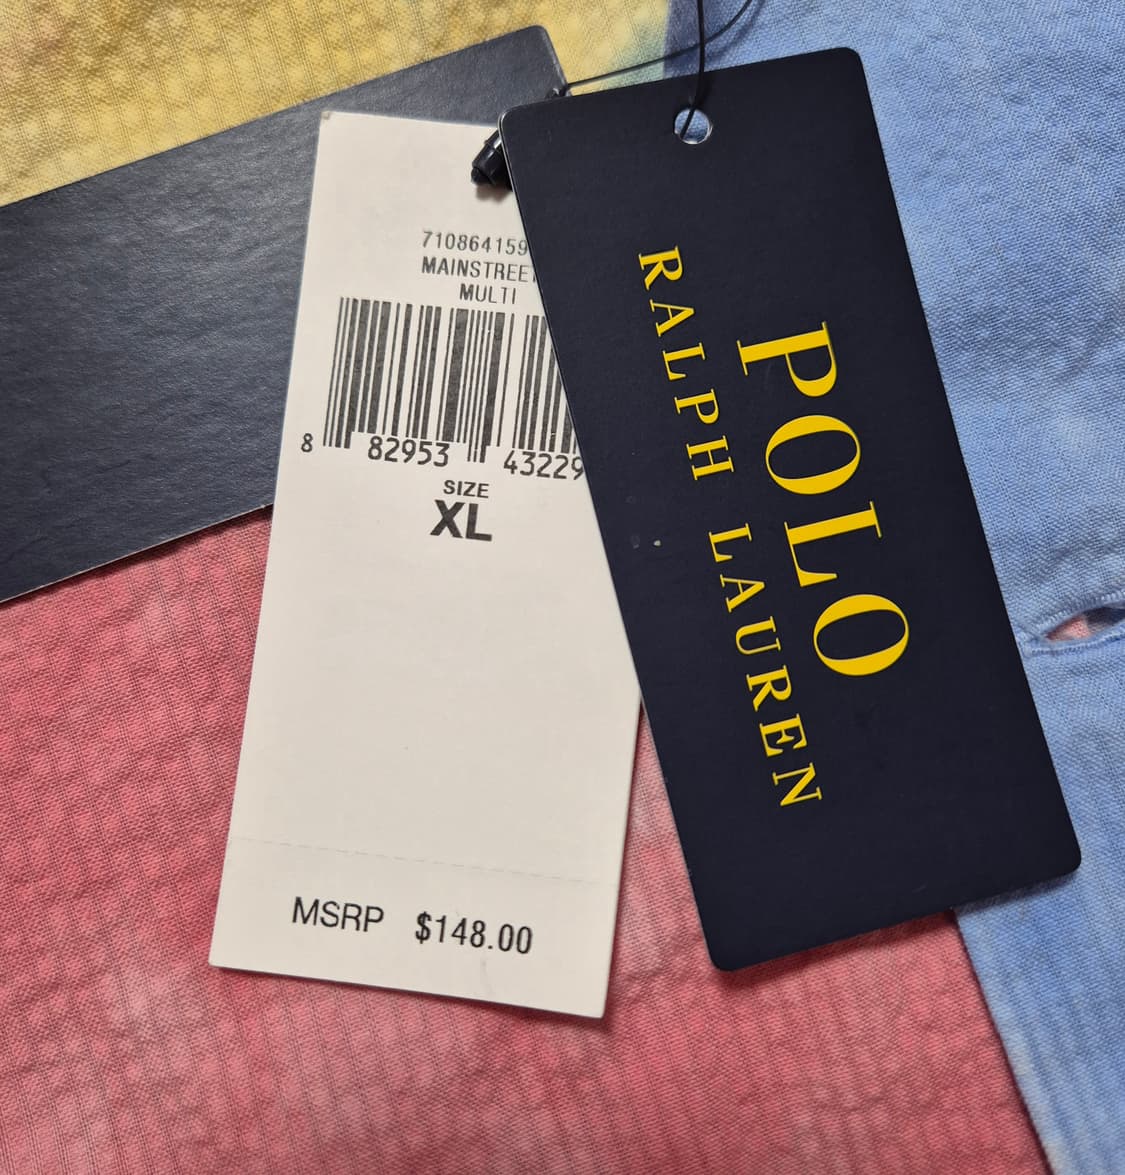 710864159
MAINSTREET
MULTI
8 82953 43229
SIZE
XL
MSRP $148.00
POLO
RALPH LAUREN